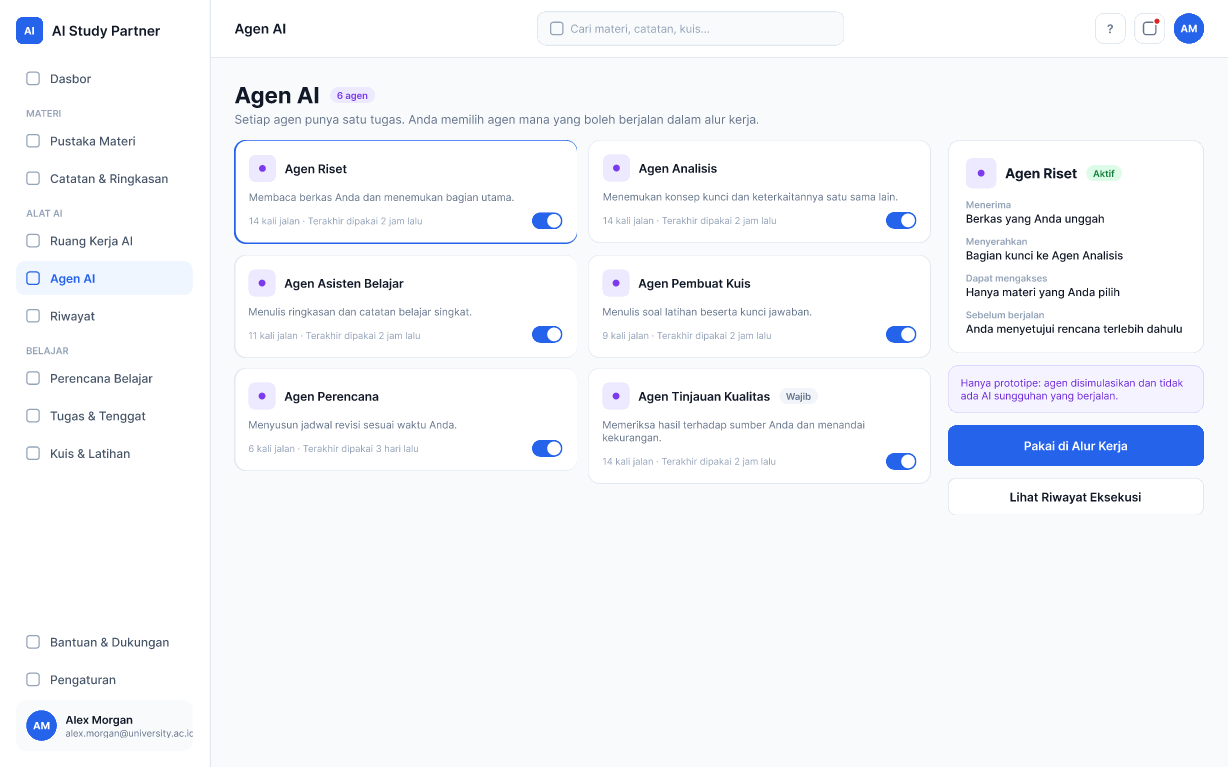 AI
AI Study Partner
Dasbor
MATERI
Pustaka Materi
Catatan & Ringkasan
ALAT AI
Ruang Kerja AI
Agen AI
Riwayat
BELAJAR
Perencana Belajar
Tugas & Tenggat
Kuis & Latihan
Bantuan & Dukungan
Pengaturan
AM
Alex Morgan
alex.morgan@university.ac.ic
Agen AI
Cari materi, catatan, kuis...
?
AM
Agen AI
6 agen
Setiap agen punya satu tugas. Anda memilih agen mana yang boleh berjalan dalam alur kerja.
Agen Riset
Membaca berkas Anda dan menemukan bagian utama.
14 kali jalan · Terakhir dipakai 2 jam lalu
Agen Analisis
Menemukan konsep kunci dan keterkaitannya satu sama lain.
14 kali jalan · Terakhir dipakai 2 jam lalu
Agen Asisten Belajar
Menulis ringkasan dan catatan belajar singkat.
11 kali jalan · Terakhir dipakai 2 jam lalu
Agen Pembuat Kuis
Menulis soal latihan beserta kunci jawaban.
9 kali jalan · Terakhir dipakai 2 jam lalu
Agen Perencana
Menyusun jadwal revisi sesuai waktu Anda.
6 kali jalan · Terakhir dipakai 3 hari lalu
Agen Tinjauan Kualitas
Wajib
Memeriksa hasil terhadap sumber Anda dan menandai
kekurangan.
14 kali jalan · Terakhir dipakai 2 jam lalu
Agen Riset
Aktif
Menerima
Berkas yang Anda unggah
Menyerahkan
Bagian kunci ke Agen Analisis
Dapat mengakses
Hanya materi yang Anda pilih
Sebelum berjalan
Anda menyetujui rencana terlebih dahulu
Hanya prototipe: agen disimulasikan dan tidak
ada AI sungguhan yang berjalan.
Pakai di Alur Kerja
Lihat Riwayat Eksekusi